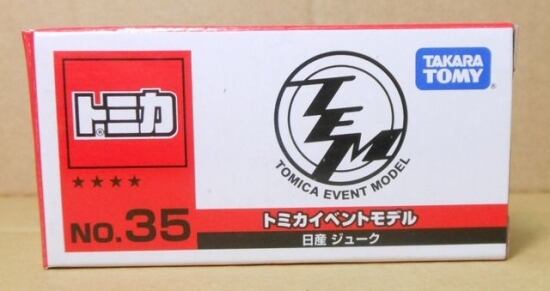 トミカ
®
TAKARA
TOMY
®
TEM
TOMICA EVENT MODEL
★★★★
NO.35
トミカイベントモデル
日産 ジューク